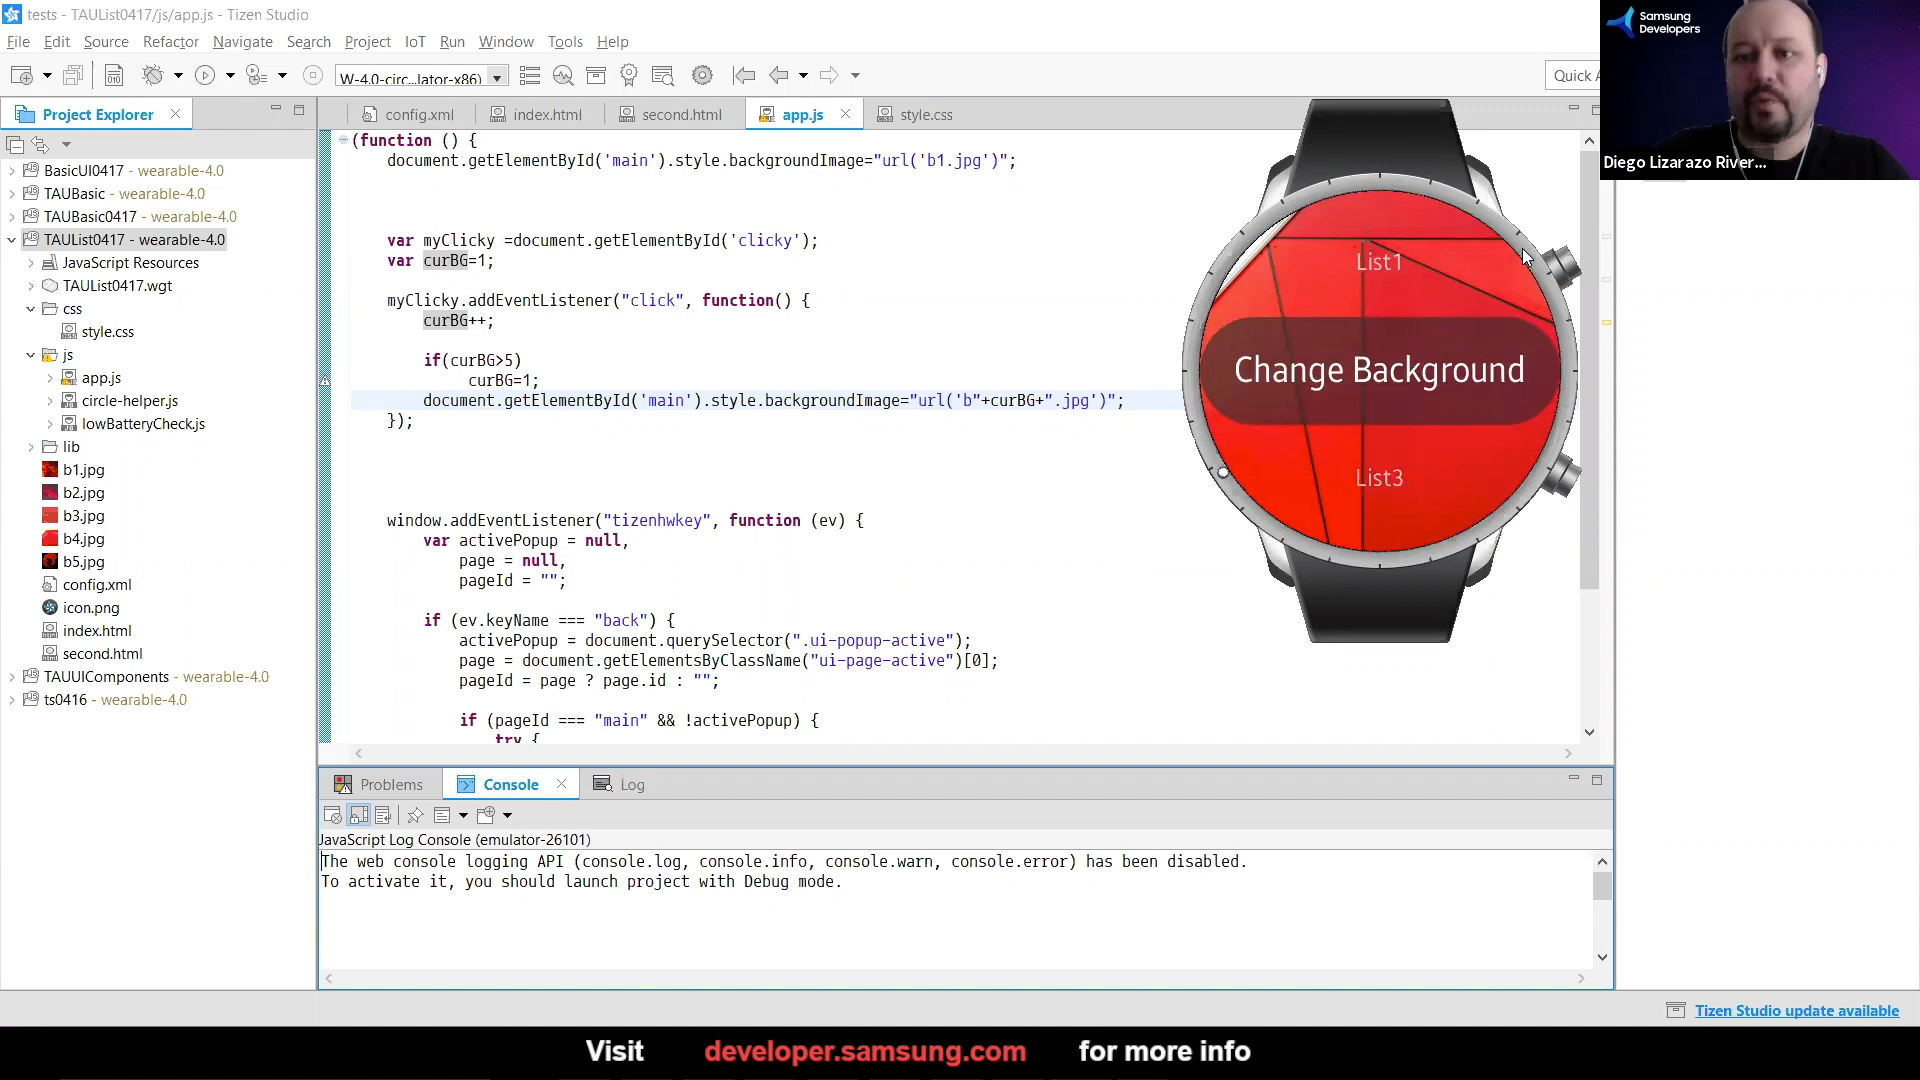 tests - TAUList0417/js/app.js - Tizen Studio
File Edit Source Refactor Navigate Search Project IoT Run Window Tools Help
W-4.0-circ...lator-x86)
Quick A
Samsung
Developers
Diego Lizarazo River...
Project Explorer
BasicUI0417 - wearable-4.0
TAUBasic - wearable-4.0
TAUBasic0417 - wearable-4.0
TAUList0417 - wearable-4.0
JavaScript Resources
TAUList0417.wgt
css
style.css
js
app.js
circle-helper.js
lowBatteryCheck.js
lib
b1.jpg
b2.jpg
b3.jpg
b4.jpg
b5.jpg
config.xml
icon.png
index.html
second.html
TAUUIComponents - wearable-4.0
ts0416 - wearable-4.0
config.xml index.html second.html app.js style.css
(function () {
document.getElementById('main').style.backgroundImage="url('b1.jpg')";
var myClicky =document.getElementById('clicky');
var curBG=1;
myClicky.addEventListener("click", function() {
curBG++;
if(curBG>5)
curBG=1;
document.getElementById('main').style.backgroundImage="url('b"+curBG+".jpg')";
});
window.addEventListener("tizenhwkey", function (ev) {
var activePopup = null,
page = null,
pageId = "";
if (ev.keyName === "back") {
activePopup = document.querySelector(".ui-popup-active");
page = document.getElementsByClassName("ui-page-active")[0];
pageId = page ? page.id : "";
if (pageId === "main" && !activePopup) {
try {
List1
Change Background
List3
Problems Console Log
JavaScript Log Console (emulator-26101)
The web console logging API (console.log, console.info, console.warn, console.error) has been disabled.
To activate it, you should launch project with Debug mode.
Tizen Studio update available
Visit developer.samsung.com for more info